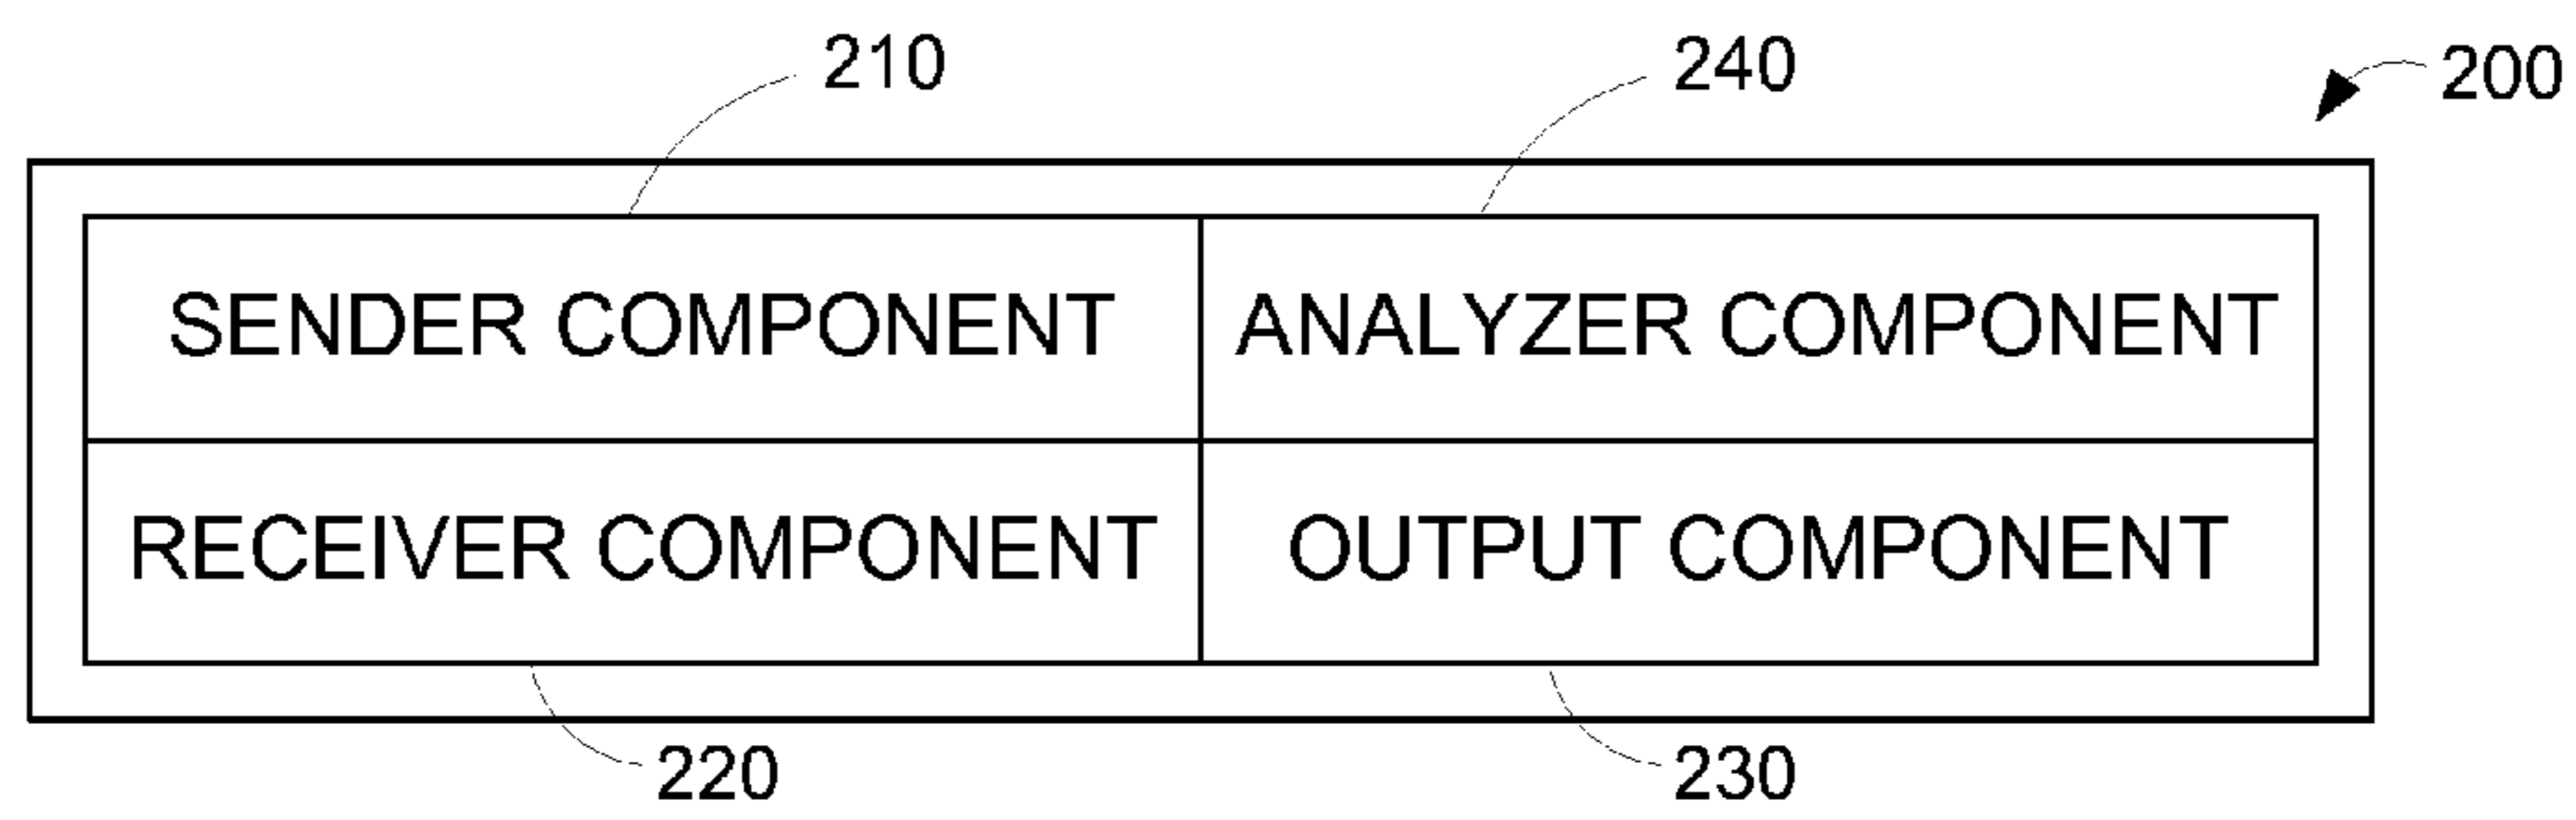 210
240
200
SENDER COMPONENT
ANALYZER COMPONENT
RECEIVER COMPONENT
OUTPUT COMPONENT
220
230